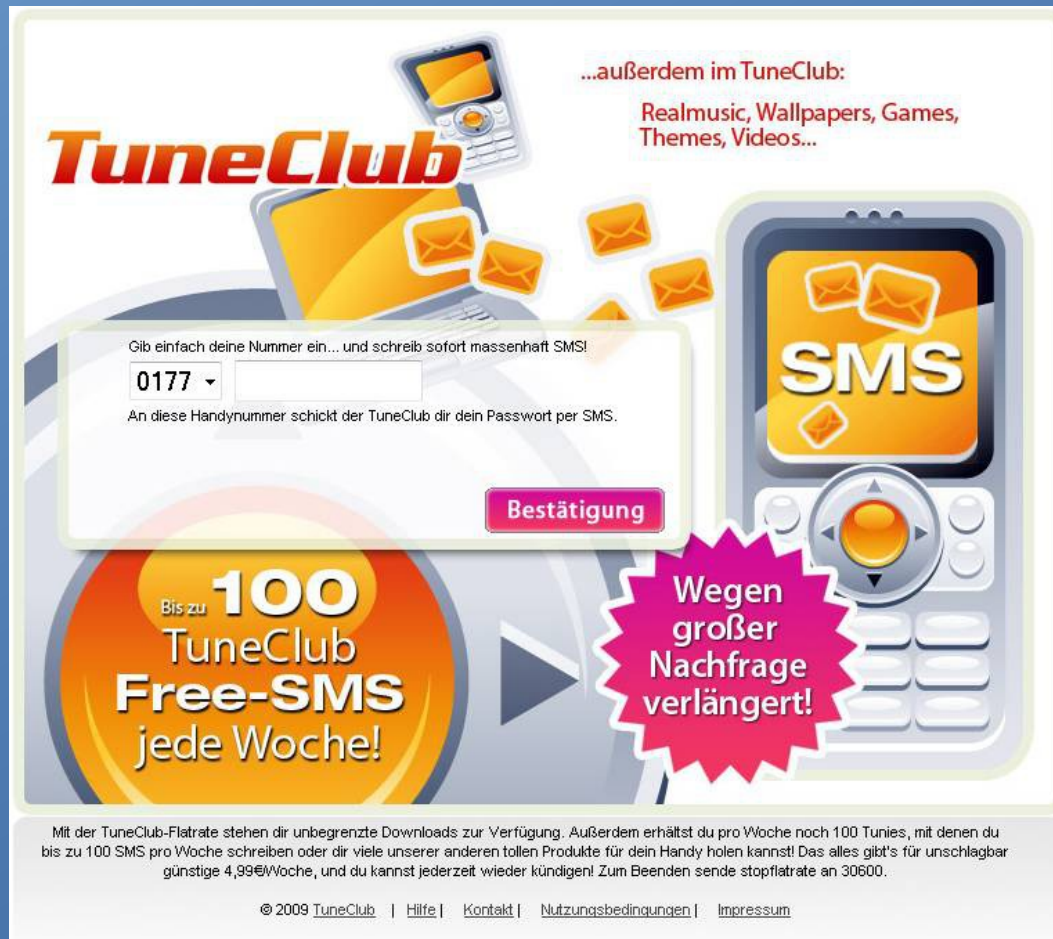 ...außerdem im TuneClub:
Realmusic, Wallpapers, Games,
Themes, Videos...
TuneClub
SMS
Gib einfach deine Nummer ein... und schreib sofort massenhaft SMS!
0177
An diese Handynummer schickt der TuneClub dir dein Passwort per SMS.
Bestätigung
Bis zu 100
TuneClub
Free-SMS
jede Woche!
Wegen
großer
Nachfrage
verlängert!
Mit der TuneClub-Flatrate stehen dir unbegrenzte Downloads zur Verfügung. Außerdem erhältst du pro Woche noch 100 Tunies, mit denen du
bis zu 100 SMS pro Woche schreiben oder dir viele unserer anderen tollen Produkte für dein Handy holen kannst! Das alles gibt's für unschlagbar
günstige 4,99€/Woche, und du kannst jederzeit wieder kündigen! Zum Beenden sende stopflatrate an 30600.
© 2009 TuneClub | Hilfe | Kontakt | Nutzungsbedingungen | Impressum